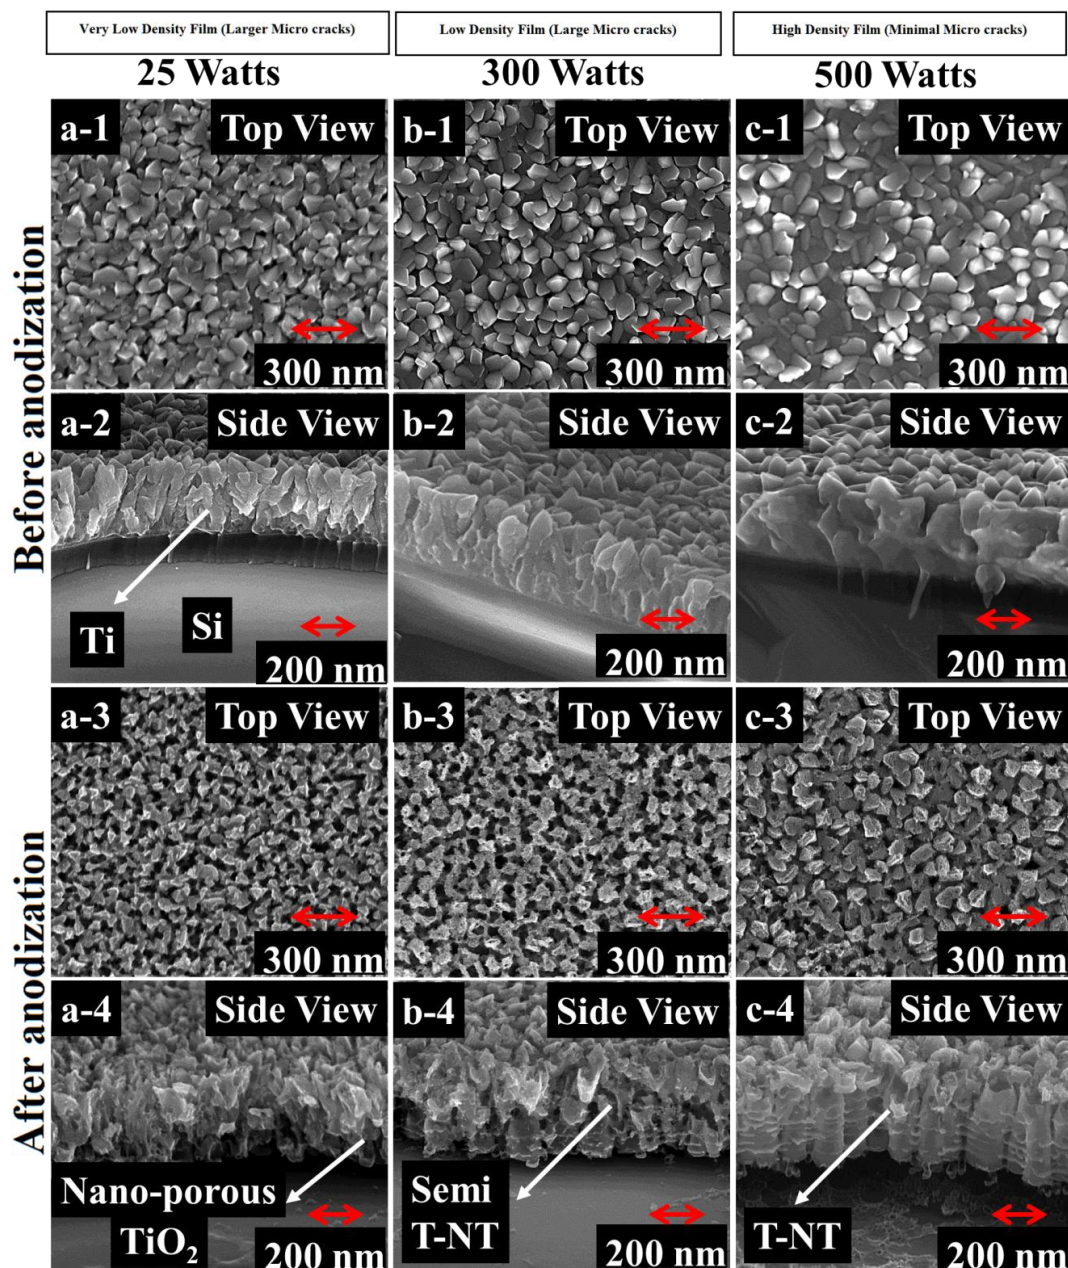 Very Low Density Film (Larger Micro cracks)
Low Density Film (Large Micro cracks)
High Density Film (Minimal Micro cracks)
25 Watts
300 Watts
500 Watts
Before anodization
a-1
Top View
300 nm
b-1
Top View
300 nm
c-1
Top View
300 nm
a-2
Side View
Ti
Si
200 nm
b-2
Side View
200 nm
c-2
Side View
200 nm
After anodization
a-3
Top View
300 nm
b-3
Top View
300 nm
c-3
Top View
300 nm
a-4
Side View
Nano-porous
TiO₂
200 nm
b-4
Side View
Semi
T-NT
200 nm
c-4
Side View
T-NT
200 nm